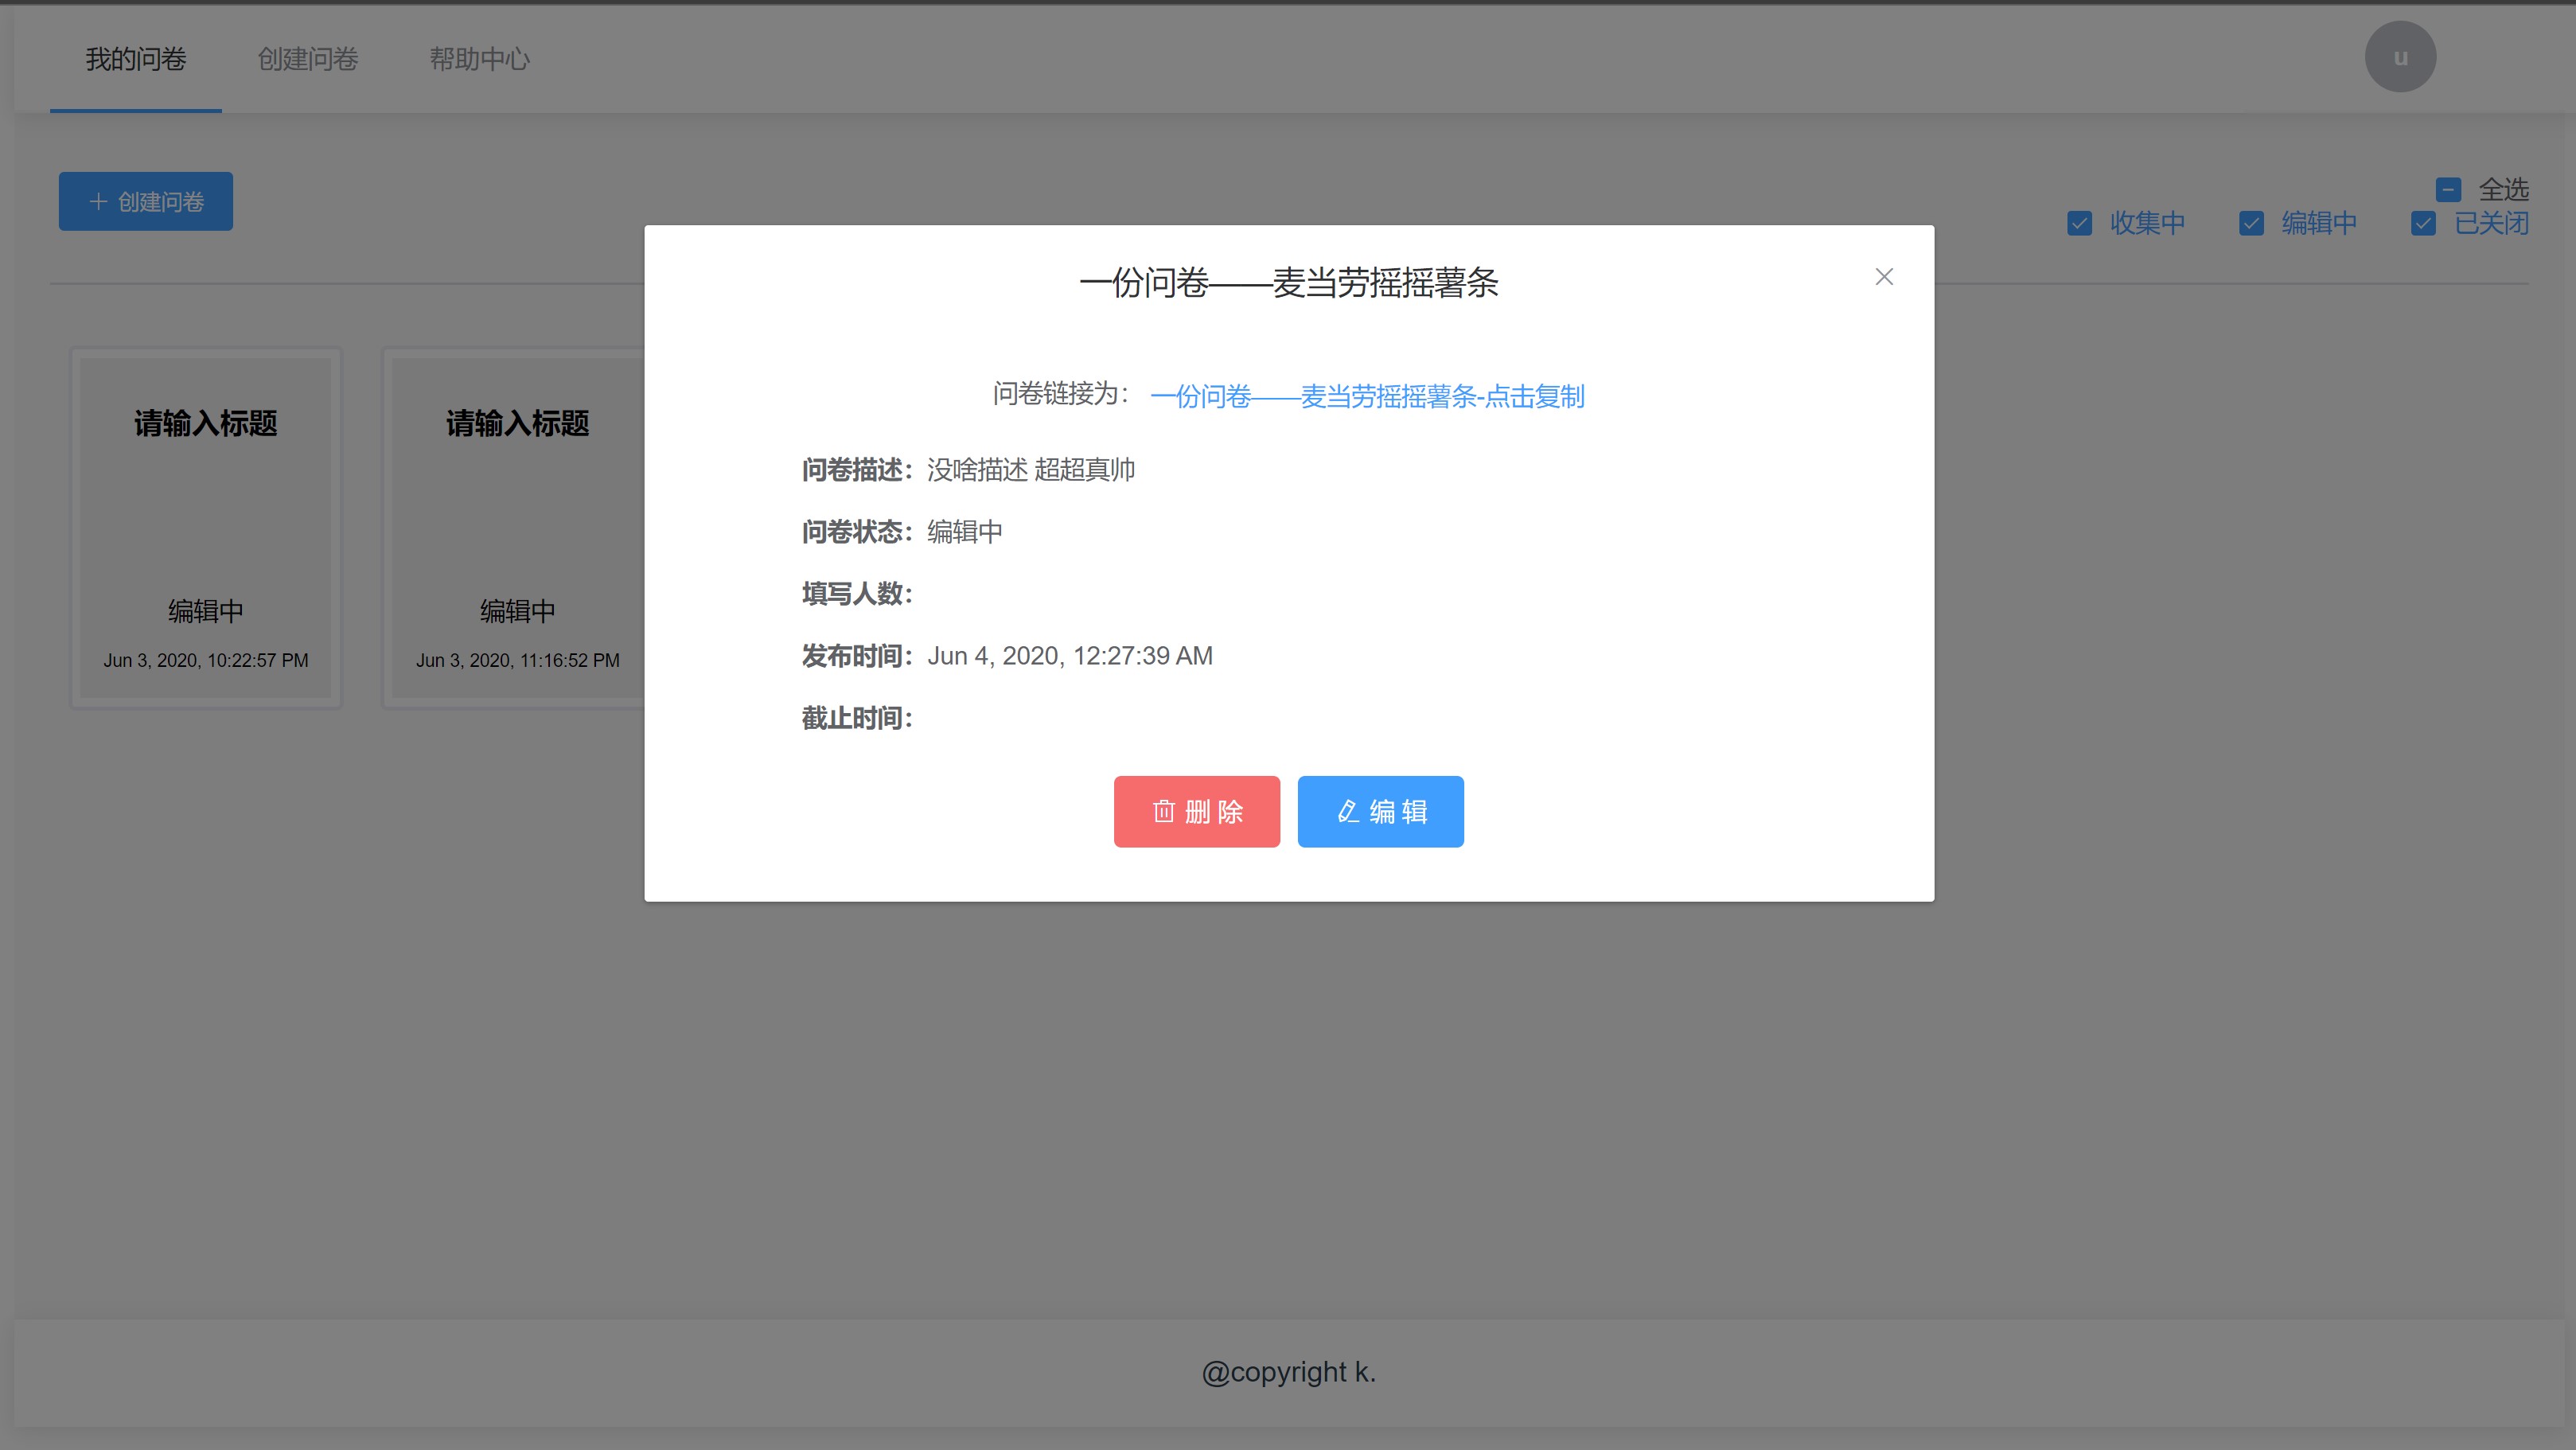 我的问卷 创建问卷 帮助中心 u
创建问卷
全选
收集中 编辑中 已关闭
一份问卷——麦当劳摇摇薯条
问卷链接为： 一份问卷——麦当劳摇摇薯条-点击复制
问卷描述：没啥描述 超超真帅
问卷状态：编辑中
填写人数：
发布时间：Jun 4, 2020, 12:27:39 AM
截止时间：
删 除 编 辑
请输入标题
编辑中
Jun 3, 2020, 10:22:57 PM
请输入标题
编辑中
Jun 3, 2020, 11:16:52 PM
@copyright k.